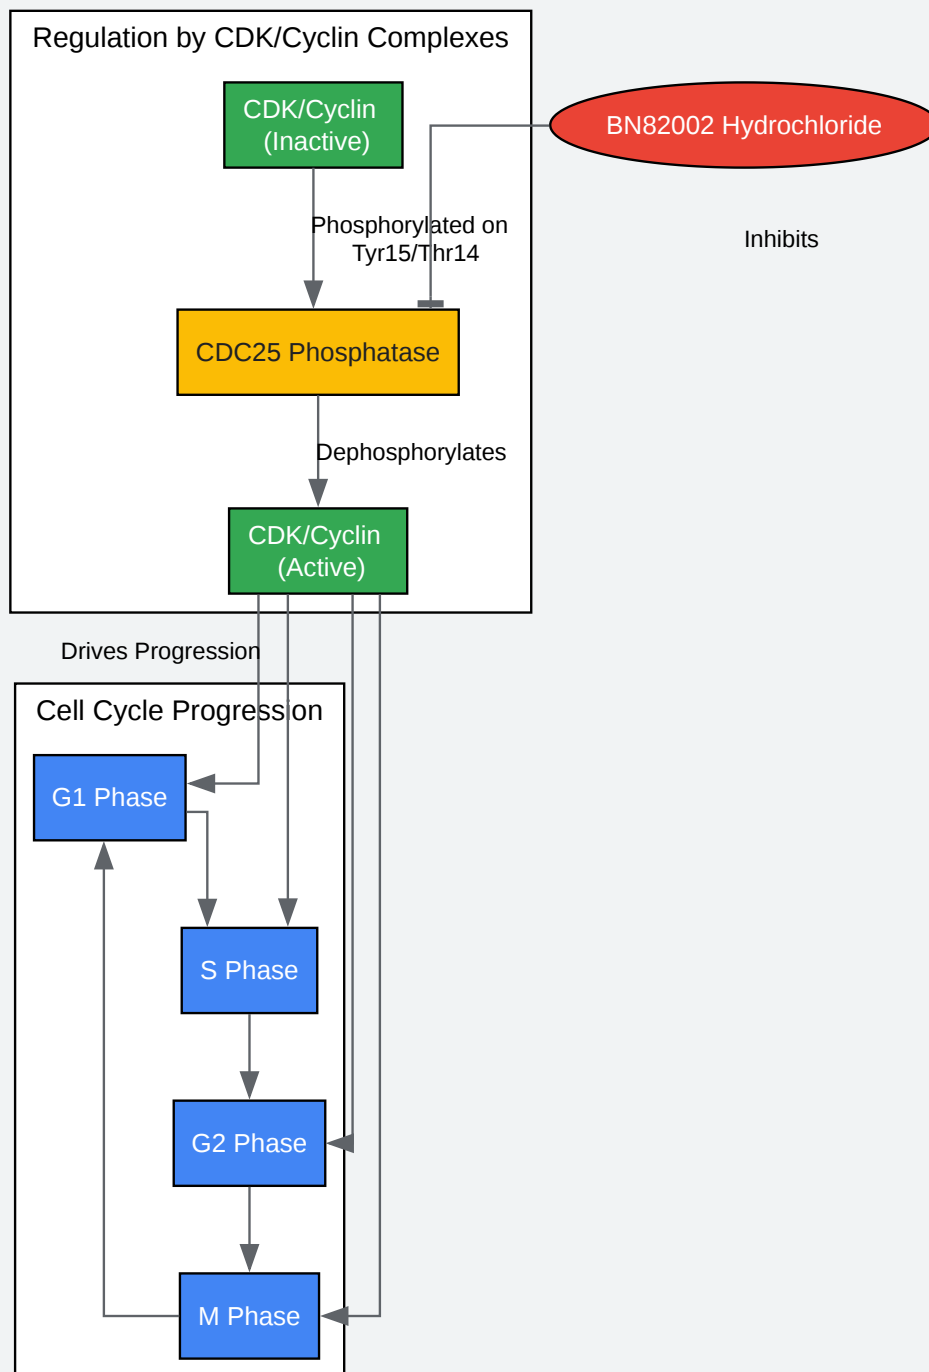 Regulation by CDK/Cyclin Complexes
CDK/Cyclin
(Inactive)
BN82002 Hydrochloride
Phosphorylated on
Tyr15/Thr14
Inhibits
CDC25 Phosphatase
Dephosphorylates
CDK/Cyclin
(Active)
Drives Progression
Cell Cycle Progression
G1 Phase
S Phase
G2 Phase
M Phase